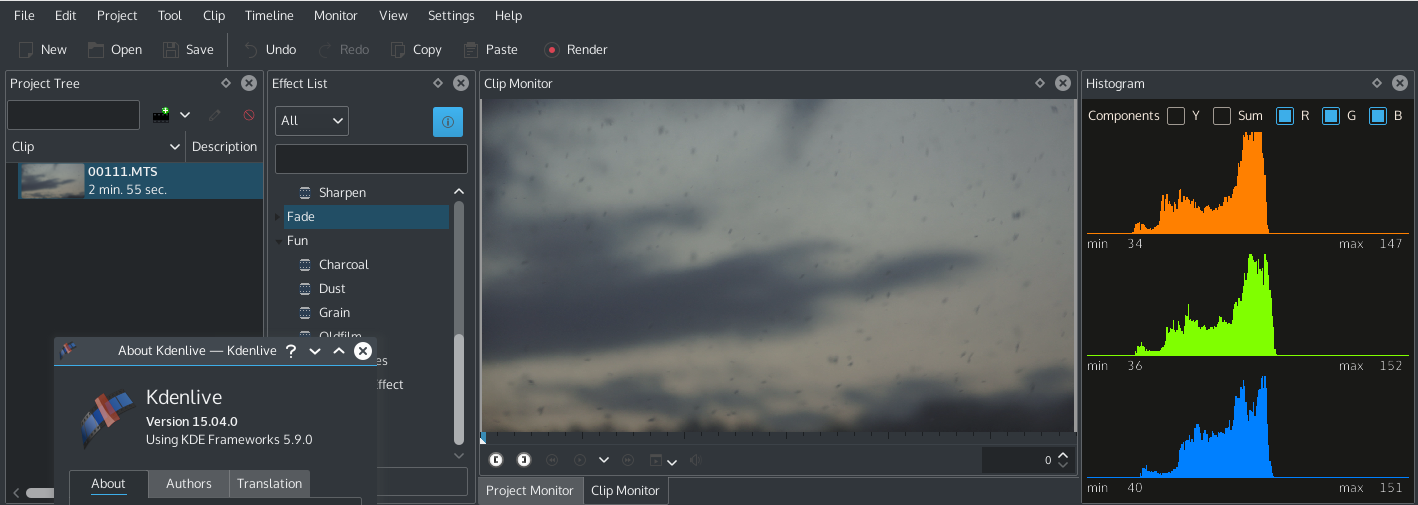 File Edit Project Tool Clip Timeline Monitor View Settings Help
New Open Save Undo Redo Copy Paste Render
Project Tree
Clip Description
00111.MTS
2 min. 55 sec.
Effect List
All
Sharpen
Fade
Fun
Charcoal
Dust
Grain
Oldfilm
es
ffect
About Kdenlive — Kdenlive ?
Kdenlive
Version 15.04.0
Using KDE Frameworks 5.9.0
About Authors Translation
Clip Monitor
0
Project Monitor Clip Monitor
Histogram
Components Y Sum R G B
min 34 max 147
min 36 max 152
min 40 max 151